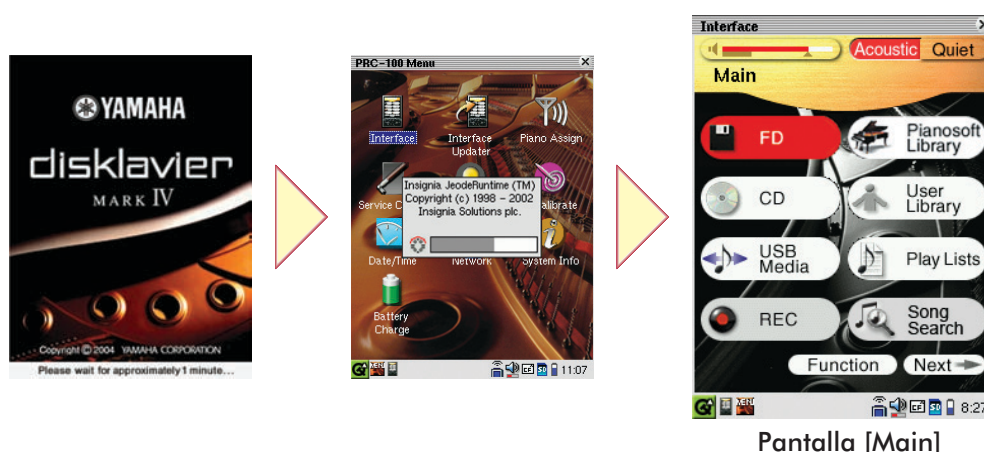 YAMAHA
disklavier
MARK IV
Copyright © 2004 YAMAHA CORPORATION
Please wait for approximately 1 minute...
PRC-100 Menu
Interface
Interface
Updater
Piano Assign
Insignia JeodeRuntime (TM)
Copyright (c) 1998 - 2002
Insignia Solutions plc.
Service C
alibrate
Date/Time
Network
System Info
Battery
Charge
11:07
Interface
Acoustic
Quiet
Main
FD
Pianosoft
Library
CD
User
Library
USB
Media
Play Lists
REC
Song
Search
Function
Next
8:27
Pantalla [Main]